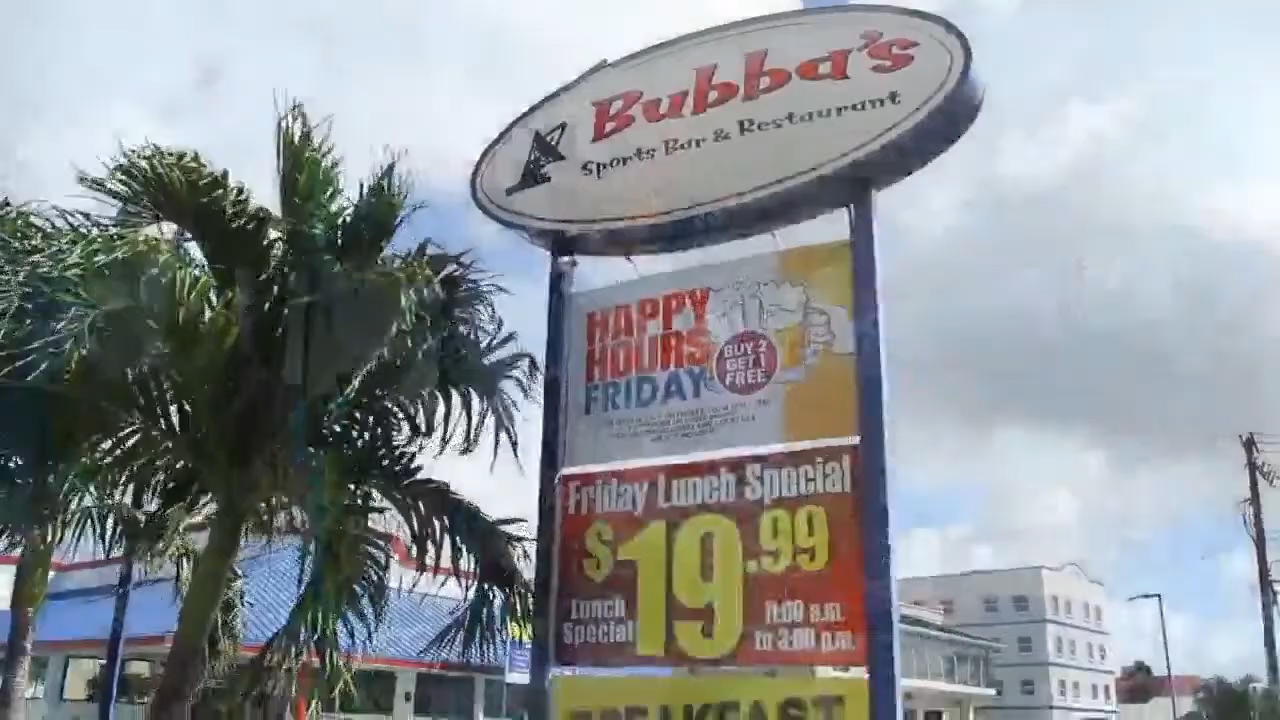 Bubba's
Sports Bar & Restaurant
HAPPY
HOURS
FRIDAY
BUY 2
GET 1
FREE
Friday Lunch Special
$19.99
Lunch
Special
11:00 a.m.
to 3:00 p.m.
BREAKFAST